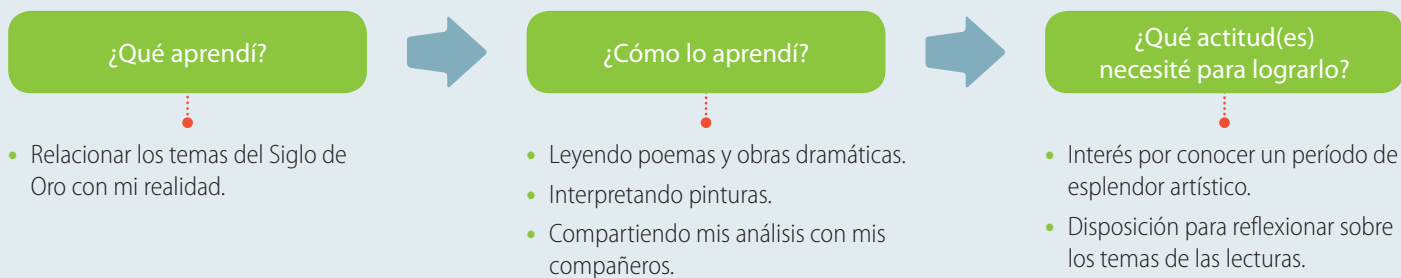 ¿Qué aprendí?
• Relacionar los temas del Siglo de
Oro con mi realidad.
¿Cómo lo aprendí?
• Leyendo poemas y obras dramáticas.
• Interpretando pinturas.
• Compartiendo mis análisis con mis
compañeros.
¿Qué actitud(es)
necesité para lograrlo?
• Interés por conocer un período de
esplendor artístico.
• Disposición para reflexionar sobre
los temas de las lecturas.